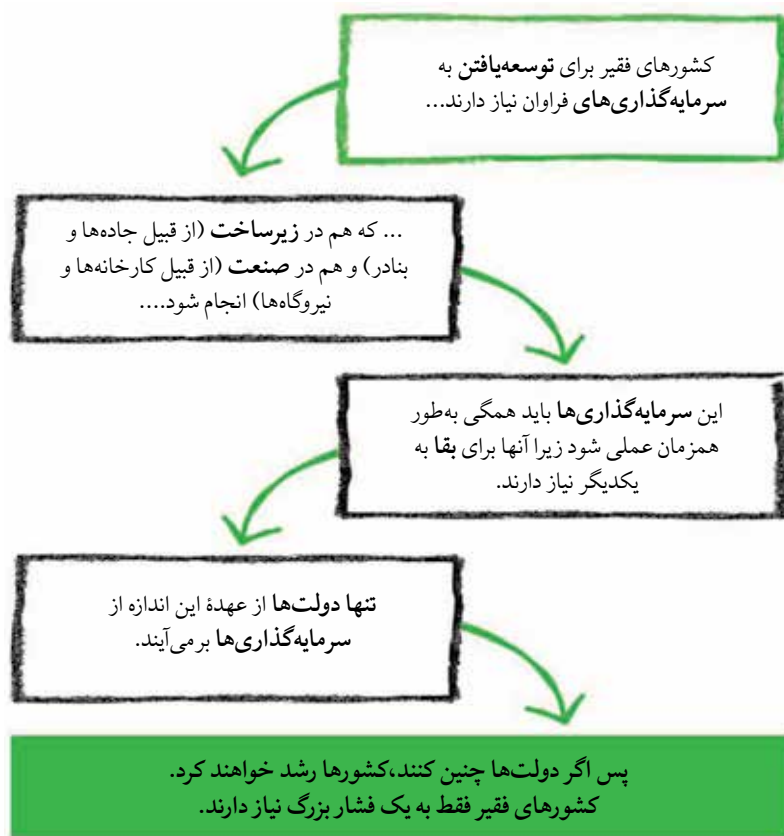 کشورهای فقیر برای توسعه‌یافتن به
سرمایه‌گذاری‌های فراوان نیاز دارند...
... که هم در زیرساخت (از قبیل جاده‌ها و
بنادر) و هم در صنعت (از قبیل کارخانه‌ها و
نیروگاه‌ها) انجام شود....
این سرمایه‌گذاری‌ها باید همگی به‌طور
همزمان عملی شود زیرا آنها برای بقا به
یکدیگر نیاز دارند.
تنها دولت‌ها از عهدهٔ این اندازه از
سرمایه‌گذاری‌ها برمی‌آیند.
پس اگر دولت‌ها چنین کنند،کشورها رشد خواهند کرد.
کشورهای فقیر فقط به یک فشار بزرگ نیاز دارند.